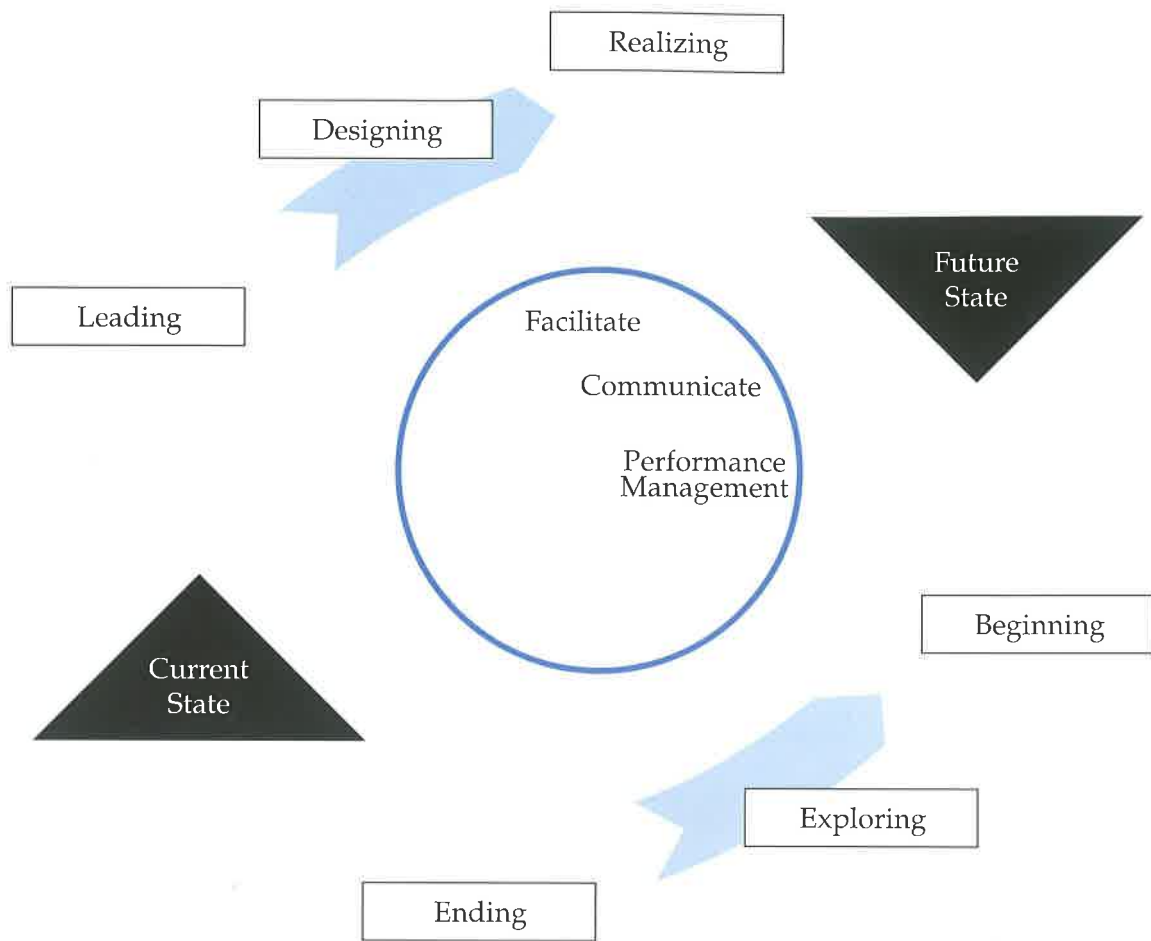 Realizing
Designing
Leading
Future
State
Facilitate
Communicate
Performance
Management
Current
State
Beginning
Exploring
Ending